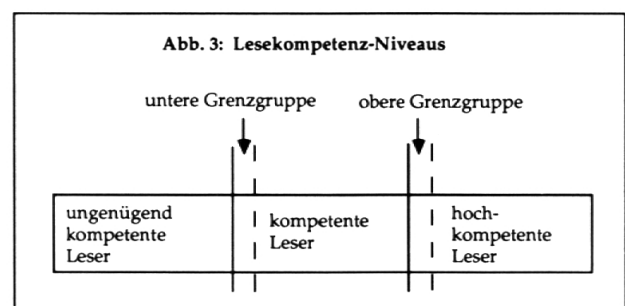 Abb. 3: Lesekompetenz-Niveaus
untere Grenzgruppe
obere Grenzgruppe
ungenügend
kompetente
Leser
kompetente
Leser
hoch-
kompetente
Leser